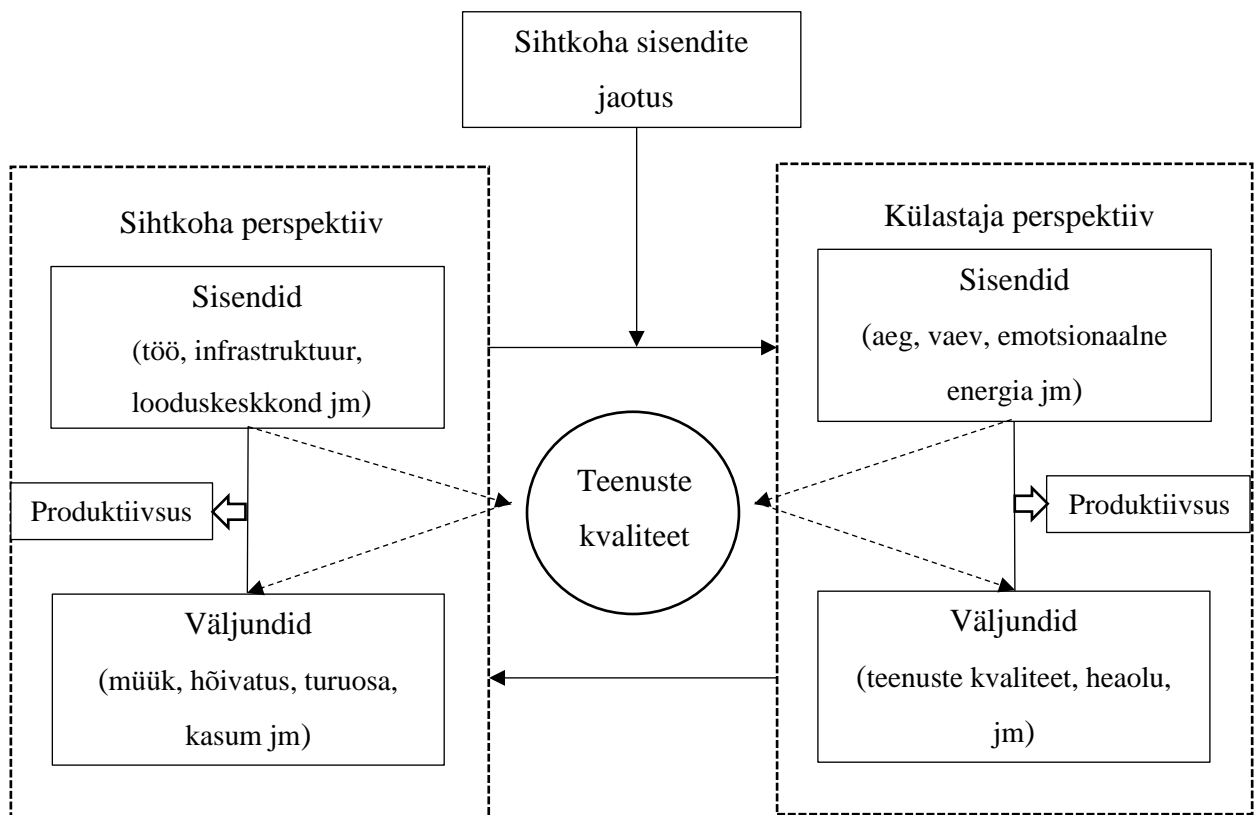 Sihtkoha sisendite
jaotus
Sihtkoha perspektiiv
Sisendid
(töö, infrastruktuur,
looduskeskkond jm)
Produktiivsus
Väljundid
(müük, hõivatus, turuosa,
kasum jm)
Teenuste
kvaliteet
Külastaja perspektiiv
Sisendid
(aeg, vaev, emotsionaalne
energia jm)
Produktiivsus
Väljundid
(teenuste kvaliteet, heaolu,
jm)